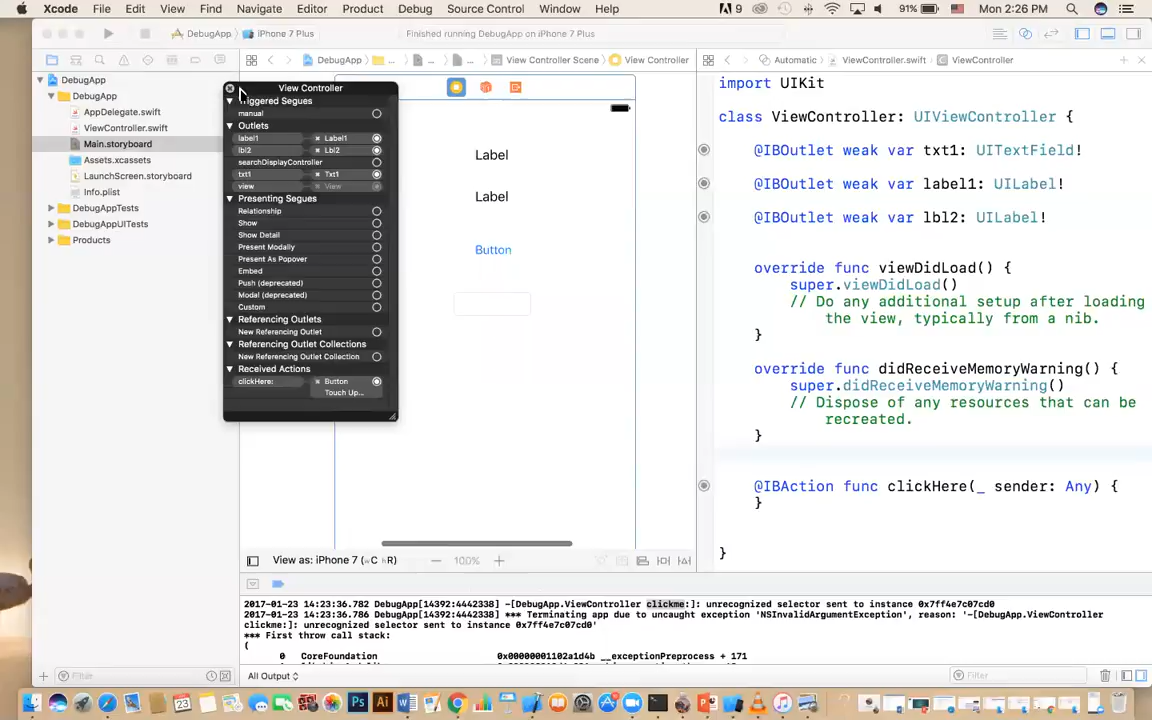 Xcode File Edit View Find Navigate Editor Product Debug Source Control Window Help 9 91% Mon 2:26 PM
DebugApp iPhone 7 Plus Finished running DebugApp on iPhone 7 Plus
DebugApp View Controller Scene View Controller Automatic ViewController.swift ViewController
DebugApp
DebugApp
AppDelegate.swift
ViewController.swift
Main.storyboard
Assets.xcassets
LaunchScreen.storyboard
Info.plist
DebugAppTests
DebugAppUITests
Products
View Controller
Triggered Segues
manual
Outlets
label1 Label1
lbl2 Lbl2
searchDisplayController
txt1 Txt1
view View
Presenting Segues
Relationship
Show
Show Detail
Present Modally
Present As Popover
Embed
Push (deprecated)
Modal (deprecated)
Custom
Referencing Outlets
New Referencing Outlet
Referencing Outlet Collections
New Referencing Outlet Collection
Received Actions
clickHere: Button
Touch Up...
Label
Label
Button
View as: iPhone 7 (wC hR) 100%
import UIKit
class ViewController: UIViewController {
@IBOutlet weak var txt1: UITextField!
@IBOutlet weak var label1: UILabel!
@IBOutlet weak var lbl2: UILabel!
override func viewDidLoad() {
super.viewDidLoad()
// Do any additional setup after loading
the view, typically from a nib.
}
override func didReceiveMemoryWarning() {
super.didReceiveMemoryWarning()
// Dispose of any resources that can be
recreated.
}
@IBAction func clickHere(_ sender: Any) {
}
}
2017-01-23 14:23:36.782 DebugApp[14392:4442338] -[DebugApp.ViewController clickme:]: unrecognized selector sent to instance 0x7ff4e7c07cd0
2017-01-23 14:23:36.786 DebugApp[14392:4442338] *** Terminating app due to uncaught exception 'NSInvalidArgumentException', reason: '-[DebugApp.ViewController
clickme:]: unrecognized selector sent to instance 0x7ff4e7c07cd0'
*** First throw call stack:
(
0 CoreFoundation 0x00000001102a1d4b __exceptionPreprocess + 171
Filter All Output Filter
23 Ps Ai